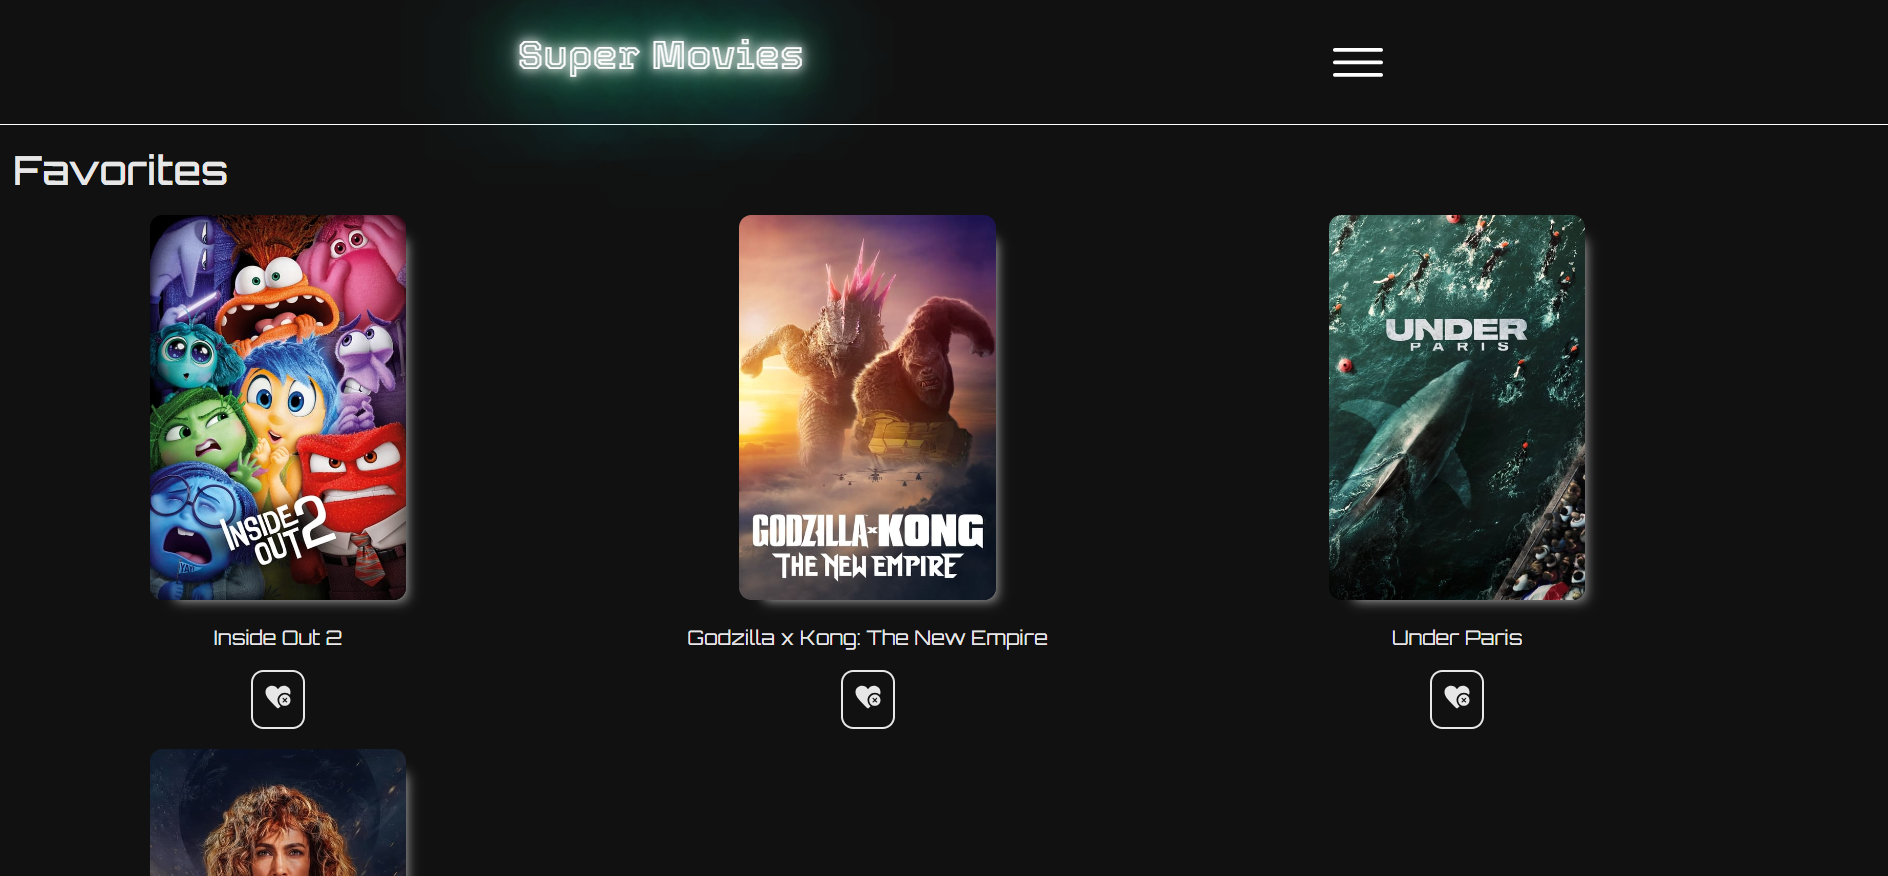 Super Movies
Favorites
INSIDE
OUT 2
GODZILLA x KONG
THE NEW EMPIRE
UNDER
PARIS
Inside Out 2
Godzilla x Kong: The New Empire
Under Paris